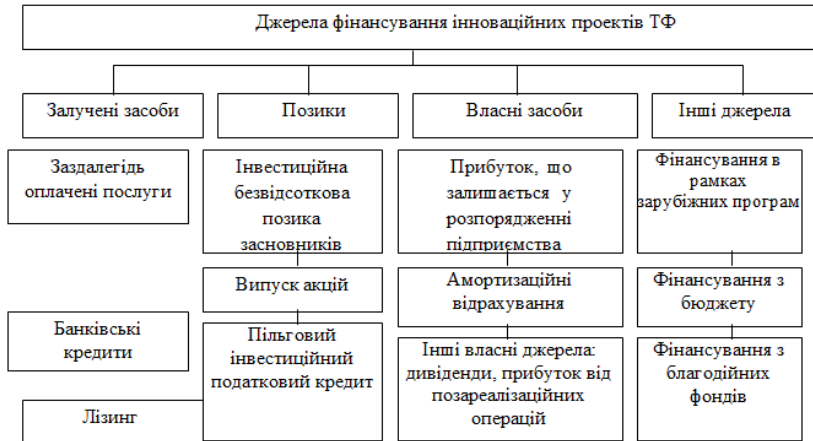 Джерела фінансування інноваційних проектів ТФ
Залучені засоби
Позики
Власні засоби
Інші джерела
Заздалегідь
оплачені послуги
Інвестиційна
безвідсоткова
позика
засновників
Прибуток, що
залишається у
розпорядженні
підприємства
Фінансування в
рамках
зарубіжних програм
Випуск акцій
Амортизаційні
відрахування
Фінансування з
бюджету
Банківські
кредити
Пільговий
інвестиційний
податковий кредит
Інші власні джерела:
дивіденди, прибуток від
позареалізаційних
операцій
Фінансування з
благодійних
фондів
Лізинг